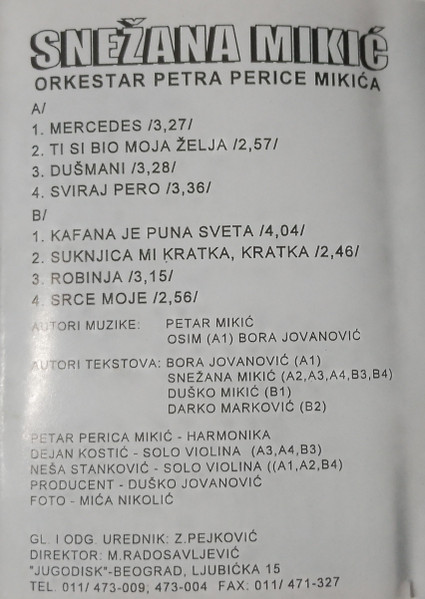 SNEŽANA MIKIĆ
ORKESTAR PETRA PERICE MIKIĆA
A/
1. MERCEDES /3,27/
2. TI SI BIO MOJA ŽELJA /2,57/
3. DUŠMANI /3,28/
4. SVIRAJ PERO /3,36/
B/
1. KAFANA JE PUNA SVETA /4,04/
2. SUKNJICA MI KRATKA, KRATKA /2,46/
3. ROBINJA /3,15/
4. SRCE MOJE /2,56/
AUTORI MUZIKE: PETAR MIKIĆ
OSIM (A1) BORA JOVANOVIĆ
AUTORI TEKSTOVA: BORA JOVANOVIĆ (A1)
SNEŽANA MIKIĆ (A2,A3,A4,B3,B4)
DUŠKO MIKIĆ (B1)
DARKO MARKOVIĆ (B2)
PETAR PERICA MIKIĆ - HARMONIKA
DEJAN KOSTIĆ - SOLO VIOLINA (A3,A4,B3)
NEŠA STANKOVIĆ - SOLO VIOLINA ((A1,A2,B4)
PRODUCENT - DUŠKO JOVANOVIĆ
FOTO - MIĆA NIKOLIĆ
GL. I ODG. UREDNIK: Z.PEJKOVIĆ
DIREKTOR: M.RADOSAVLJEVIĆ
"JUGODISK"-BEOGRAD, LJUBIĆKA 15
TEL. 011/ 473-009, 473-004 FAX: 011/ 471-327